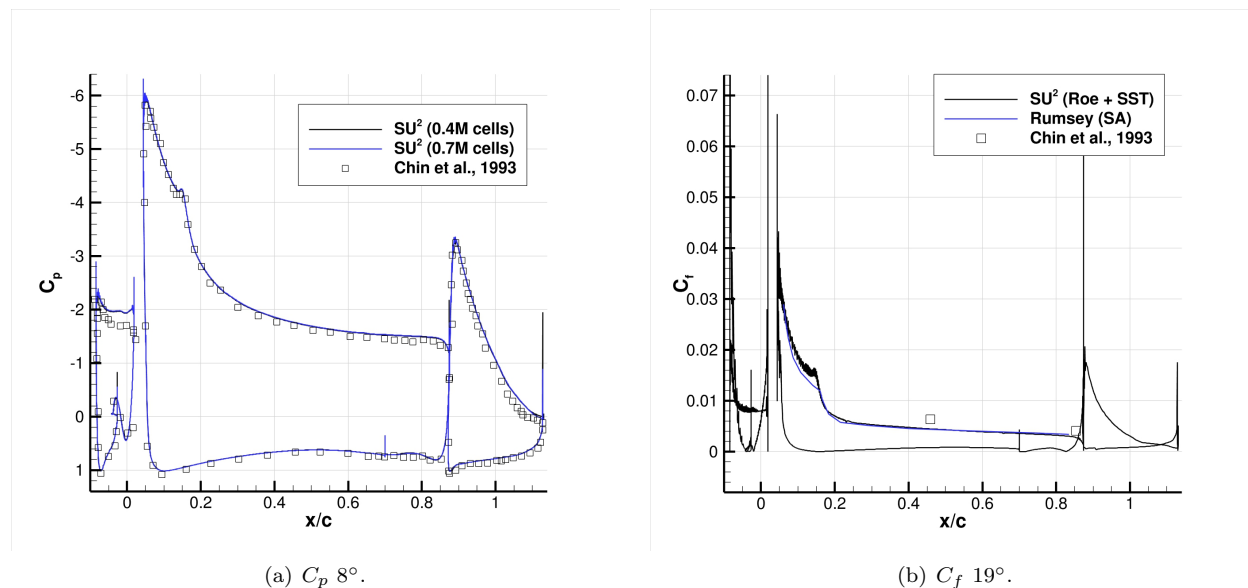 -6
-5
-4
-3
-2
-1
0
1
C_p
0 0.2 0.4 0.6 0.8 1
x/c
SU² (0.4M cells)
SU² (0.7M cells)
Chin et al., 1993
(a) C_p 8°.
0.07
0.06
0.05
0.04
0.03
0.02
0.01
0
C_f
0 0.2 0.4 0.6 0.8 1
x/c
SU² (Roe + SST)
Rumsey (SA)
Chin et al., 1993
(b) C_f 19°.